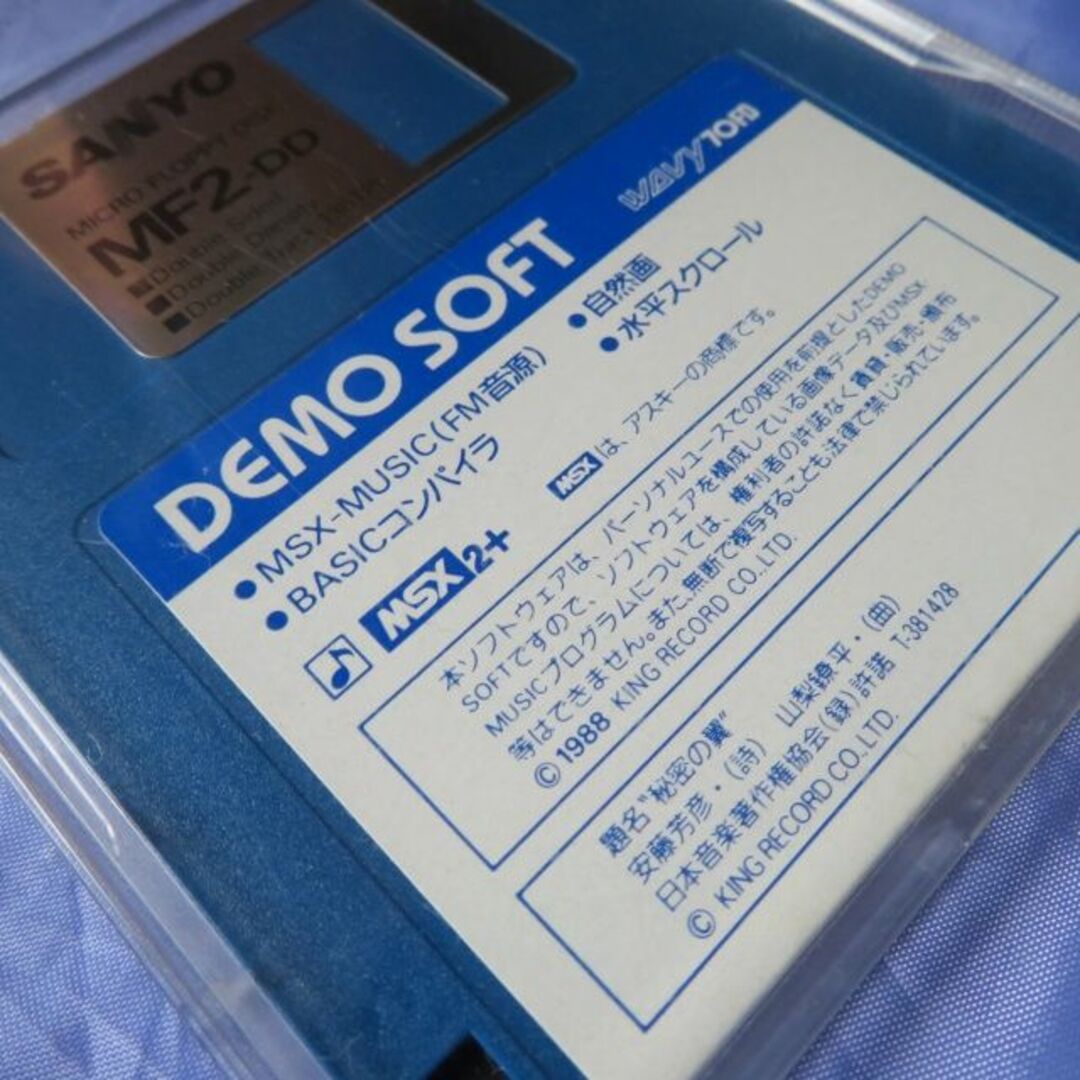 SANYO
MICRO FLOPPY DISK
MF2-DD
■Double Sided
■Double Density
■Double Track
DEMO SOFT
WAVY70FD
●MSX-MUSIC(FM音源)
●BASICコンパイラ
●自然画
●水平スクロール
MSX2+
MSXは、アスキーの商標です。
本ソフトウェアは、パーソナルユースでの使用を前提としたDEMO
SOFTですので、ソフトウェアを構成している画像データ及びMSX-
MUSICプログラムについては、権利者の許諾なく賃貸・販売・頒布
等はできません。また、無断で複写することも法律で禁じられています。
©1988 KING RECORD CO.,LTD.
題名"秘密の翼"
安藤芳彦・(詩) 山梨鐐平・(曲)
日本音楽著作権協会(録)許諾 T-381428
© KING RECORD CO.,LTD.